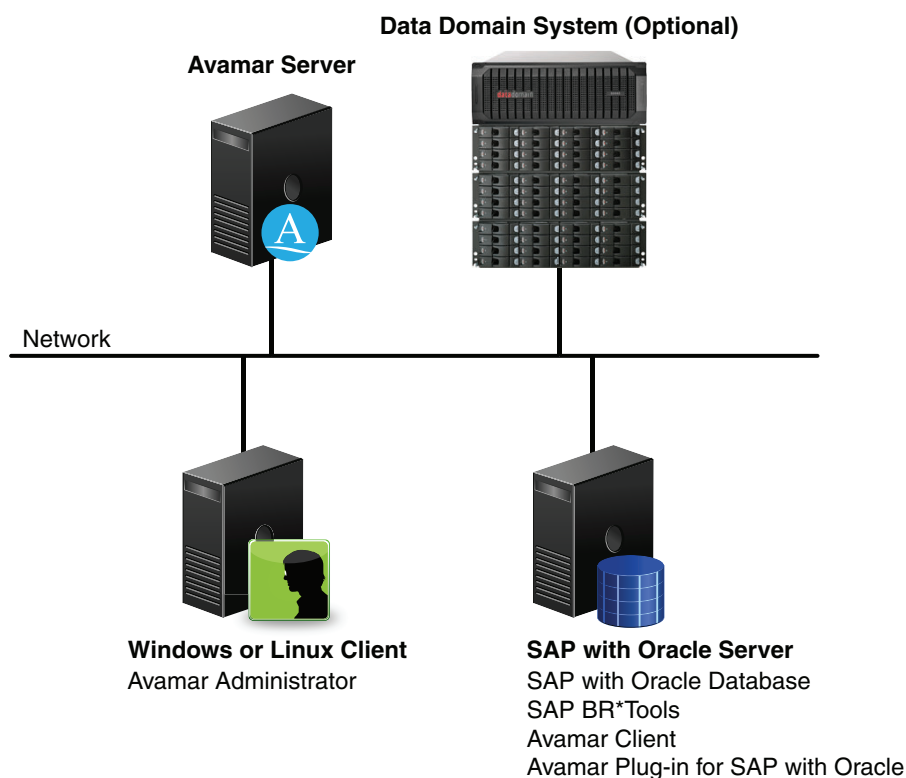 Data Domain System (Optional)
Avamar Server
datadomain
A
Network
Windows or Linux Client
Avamar Administrator
SAP with Oracle Server
SAP with Oracle Database
SAP BR*Tools
Avamar Client
Avamar Plug-in for SAP with Oracle